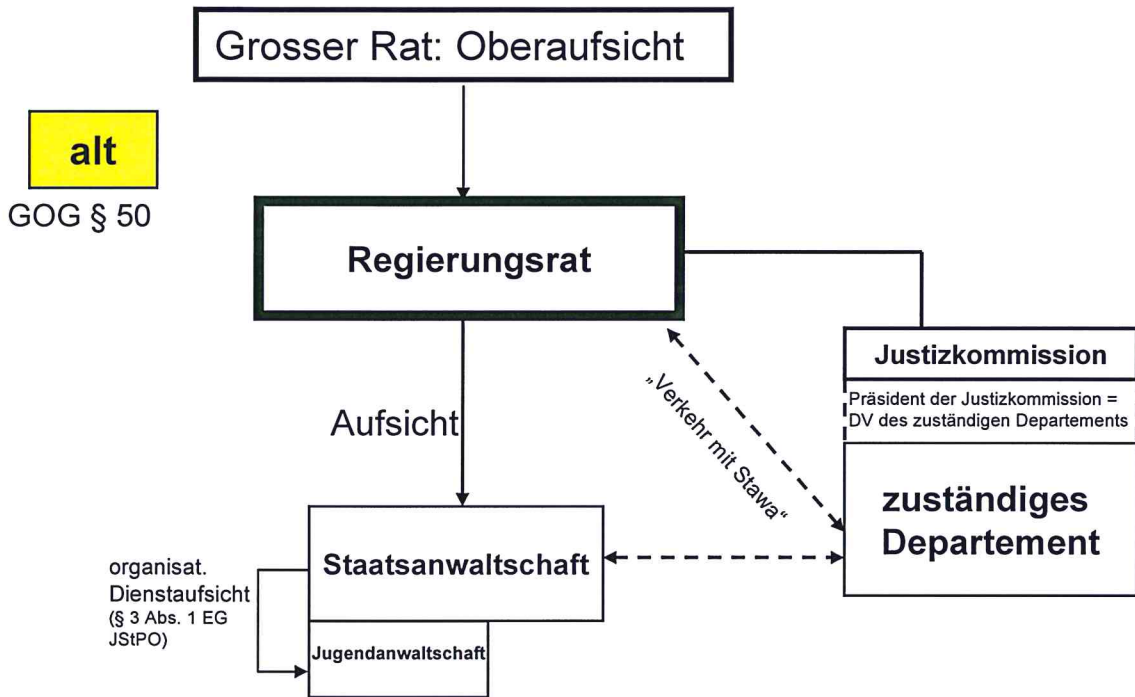 Grosser Rat: Oberaufsicht
alt
GOG § 50
Regierungsrat
Justizkommission
Präsident der Justizkommission =
DV des zuständigen Departements
Aufsicht
„Verkehr mit Stawa“
zuständiges
Departement
Staatsanwaltschaft
organisat.
Dienstaufsicht
(§ 3 Abs. 1 EG
JStPO)
Jugendanwaltschaft